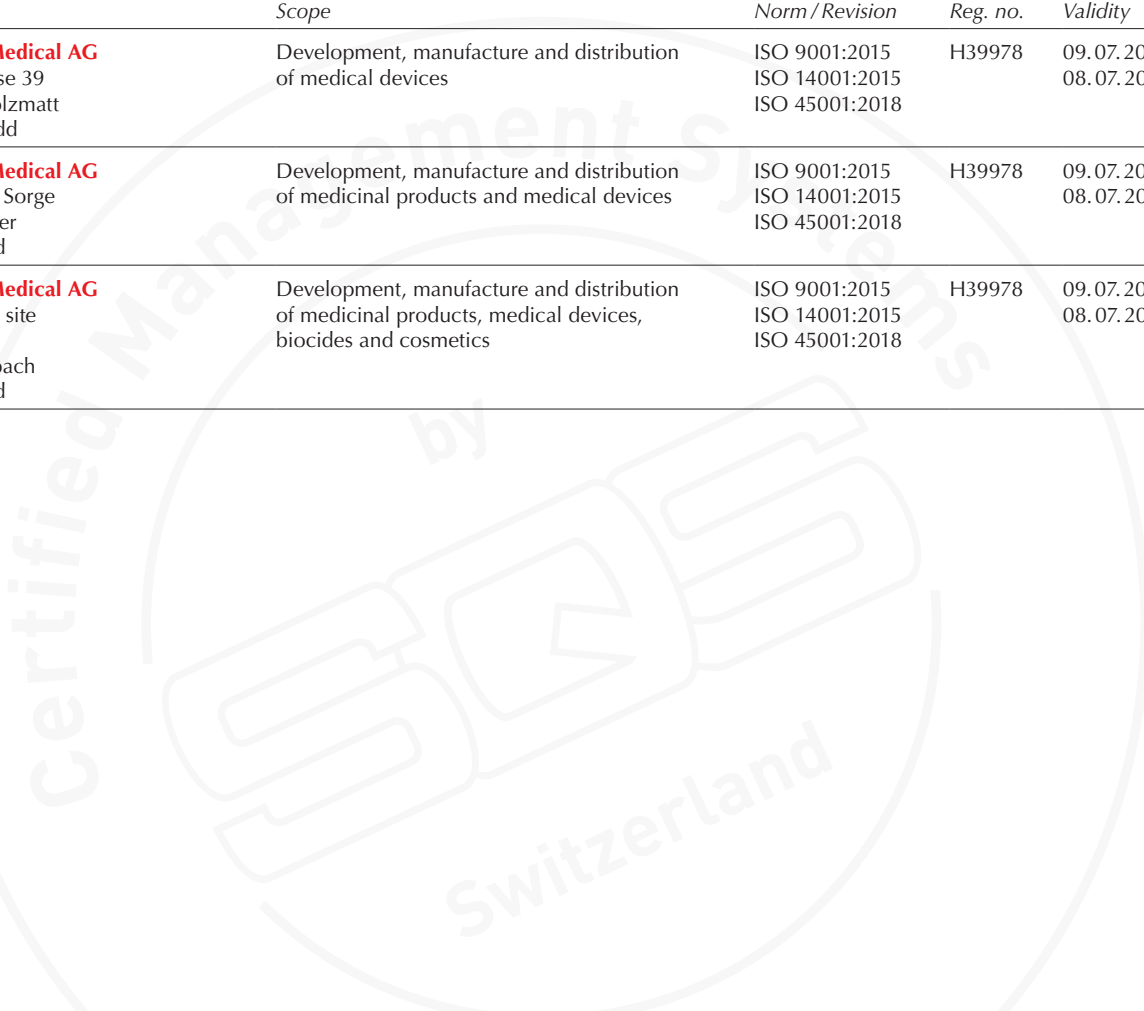 Scope Norm / Revision Reg. no. Validity
Medical AG Development, manufacture and distribution ISO 9001:2015 H39978 09.07.20
se 39 of medical devices ISO 14001:2015 08.07.20
olzmatt ISO 45001:2018
dd
Medical AG Development, manufacture and distribution ISO 9001:2015 H39978 09.07.20
Sorge of medicinal products and medical devices ISO 14001:2015 08.07.20
er ISO 45001:2018
d
Medical AG Development, manufacture and distribution ISO 9001:2015 H39978 09.07.20
site of medicinal products, medical devices, ISO 14001:2015 08.07.20
biocides and cosmetics ISO 45001:2018
bach
d
Certified Management Systems
by
SQS
Switzerland